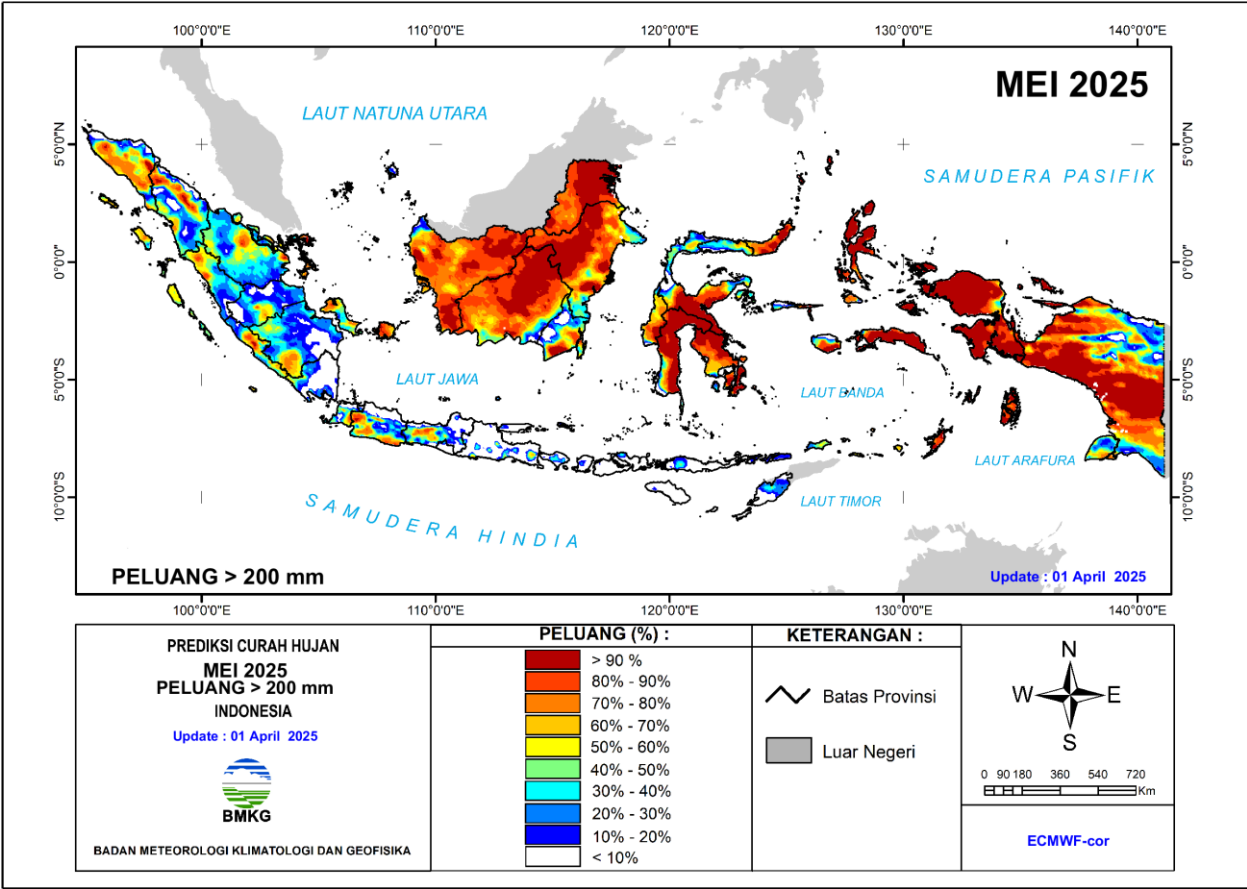 100°0'0"E 110°0'0"E 120°0'0"E 130°0'0"E 140°0'0"E
MEI 2025
LAUT NATUNA UTARA
5°0'0"N 5°0'0"N
SAMUDERA PASIFIK
0°0'0" 0°0'0"
LAUT JAWA
LAUT BANDA
5°0'0"S 5°0'0"S
LAUT ARAFURA
10°0'0"S 10°0'0"S
SAMUDERA HINDIA
LAUT TIMOR
PELUANG > 200 mm
Update : 01 April 2025
100°0'0"E 110°0'0"E 120°0'0"E 130°0'0"E 140°0'0"E
PREDIKSI CURAH HUJAN
MEI 2025
PELUANG > 200 mm
INDONESIA
Update : 01 April 2025
BMKG
BADAN METEOROLOGI KLIMATOLOGI DAN GEOFISIKA
PELUANG (%) :
> 90 %
80% - 90%
70% - 80%
60% - 70%
50% - 60%
40% - 50%
30% - 40%
20% - 30%
10% - 20%
< 10%
KETERANGAN :
Batas Provinsi
Luar Negeri
N
W E
S
0 90 180 360 540 720
Km
ECMWF-cor